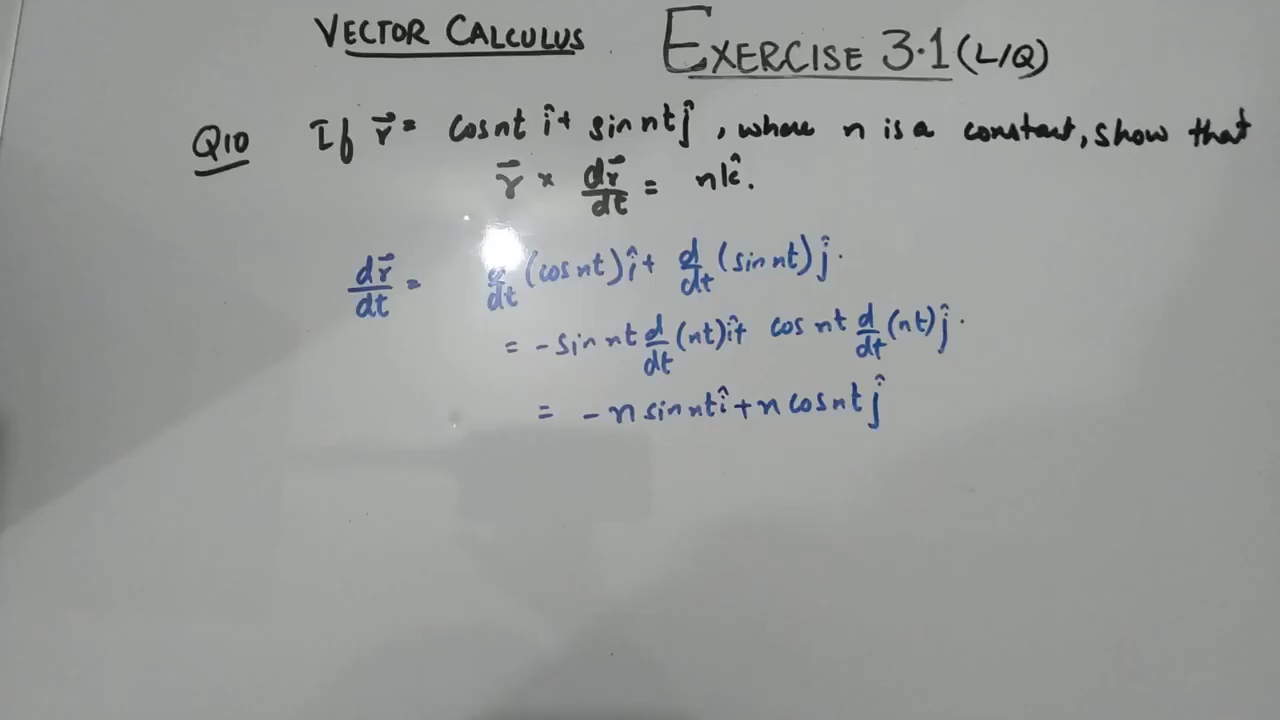 VECTOR CALCULUS EXERCISE 3.1 (L/Q)
Q10 If r⃗ = cos nt î + sin nt ĵ, where n is a constant, show that
r⃗ × dr⃗/dt = n k̂.
dr⃗/dt = d/dt (cos nt) î + d/dt (sin nt) ĵ.
= - sin nt d/dt (nt) î + cos nt d/dt (nt) ĵ.
= - n sin nt î + n cos nt ĵ